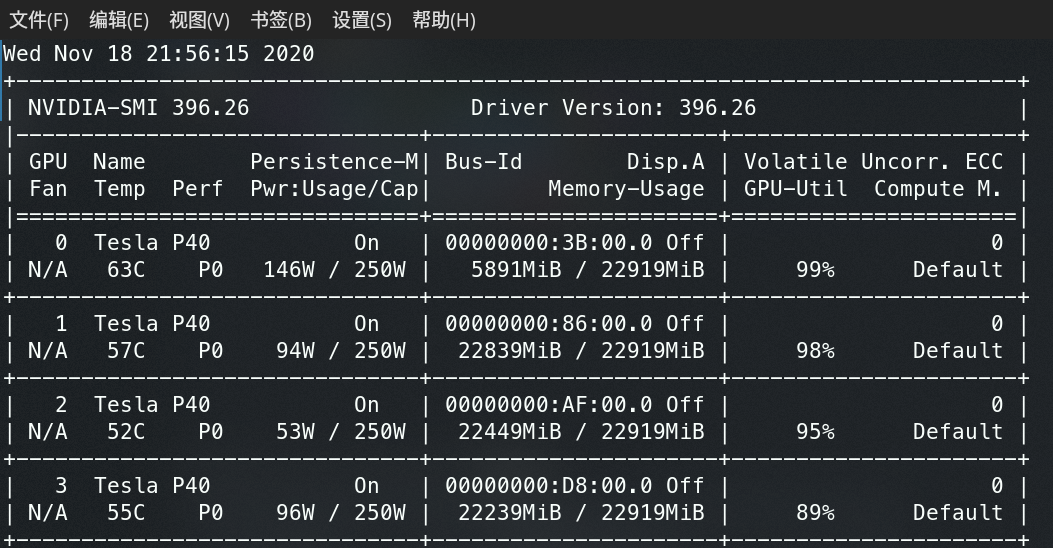 文件(F) 编辑(E) 视图(V) 书签(B) 设置(S) 帮助(H)
Wed Nov 18 21:56:15 2020
+-----------------------------------------------------------------------------+
| NVIDIA-SMI 396.26                 Driver Version: 396.26                    |
|-------------------------------+----------------------+----------------------+
| GPU  Name        Persistence-M| Bus-Id        Disp.A | Volatile Uncorr. ECC |
| Fan  Temp  Perf  Pwr:Usage/Cap|         Memory-Usage | GPU-Util  Compute M. |
|===============================+======================+======================|
|   0  Tesla P40           On   | 00000000:3B:00.0 Off |                    0 |
| N/A   63C    P0   146W / 250W |   5891MiB / 22919MiB |     99%      Default |
+-------------------------------+----------------------+----------------------+
|   1  Tesla P40           On   | 00000000:86:00.0 Off |                    0 |
| N/A   57C    P0    94W / 250W |  22839MiB / 22919MiB |     98%      Default |
+-------------------------------+----------------------+----------------------+
|   2  Tesla P40           On   | 00000000:AF:00.0 Off |                    0 |
| N/A   52C    P0    53W / 250W |  22449MiB / 22919MiB |     95%      Default |
+-------------------------------+----------------------+----------------------+
|   3  Tesla P40           On   | 00000000:D8:00.0 Off |                    0 |
| N/A   55C    P0    96W / 250W |  22239MiB / 22919MiB |     89%      Default |
+-------------------------------+----------------------+----------------------+